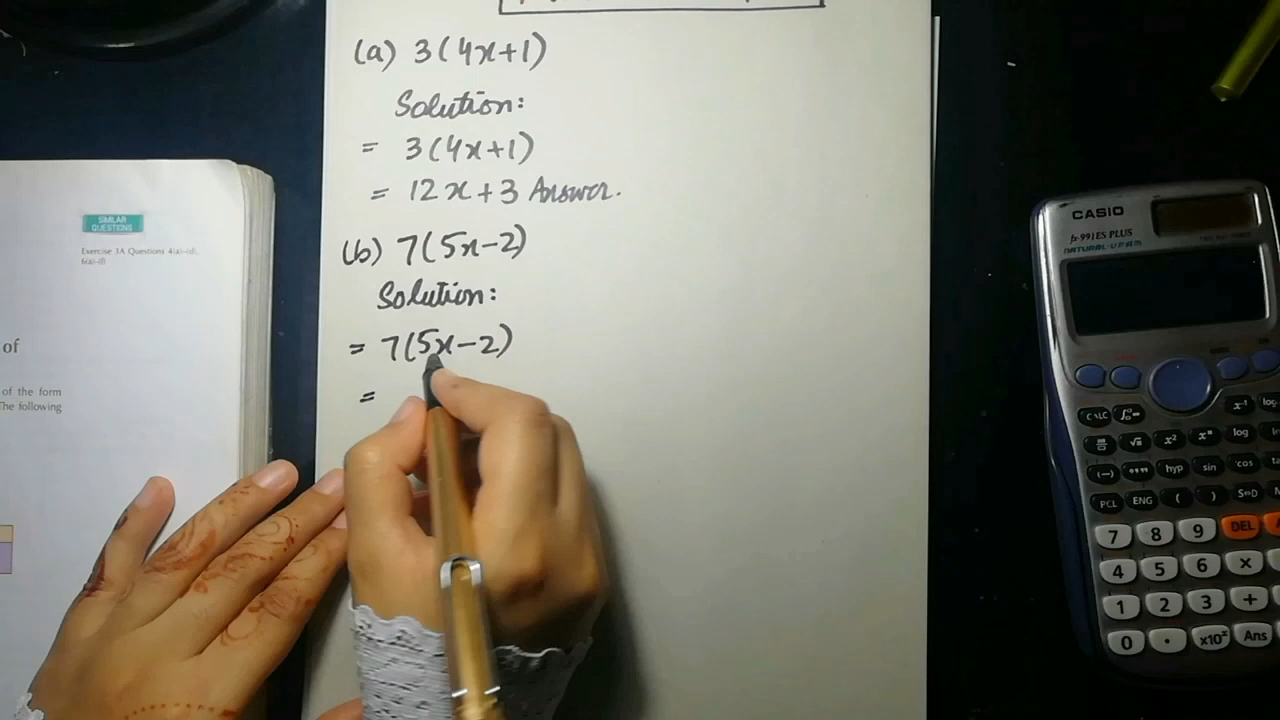 (a) 3(4x+1)
Solution:
= 3(4x+1)
= 12x+3 Answer.
(b) 7(5x-2)
Solution:
= 7(5x-2)
=
SIMILAR
QUESTIONS
Exercise 3A Questions 4(a)-(d),
6(a)-(f)
of
of the form
The following
CASIO
fx-991ES PLUS
NATURAL-V.P.A.M.
CALC
x²
log
(-)
hyp
sin
cos
ENG
(
)
S⇔D
7 8 9 DEL
4 5 6 ×
1 2 3 +
0 . ×10ˣ Ans